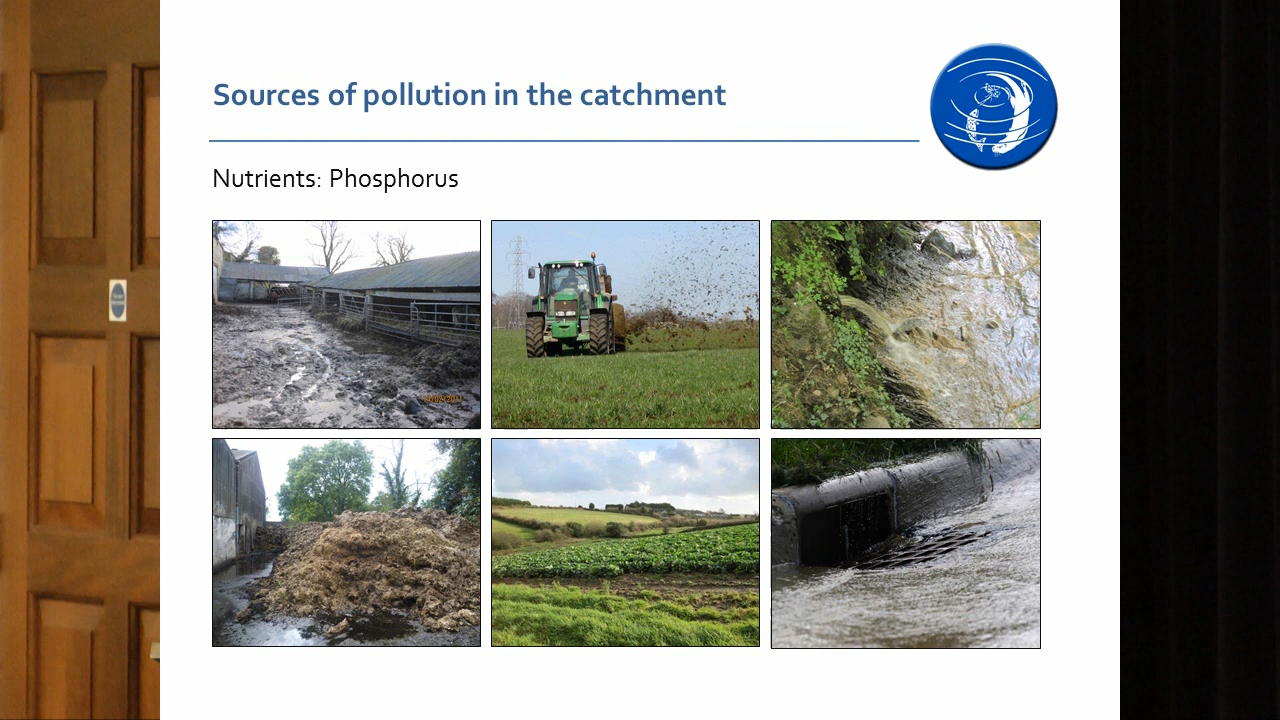 Sources of pollution in the catchment
Nutrients: Phosphorus